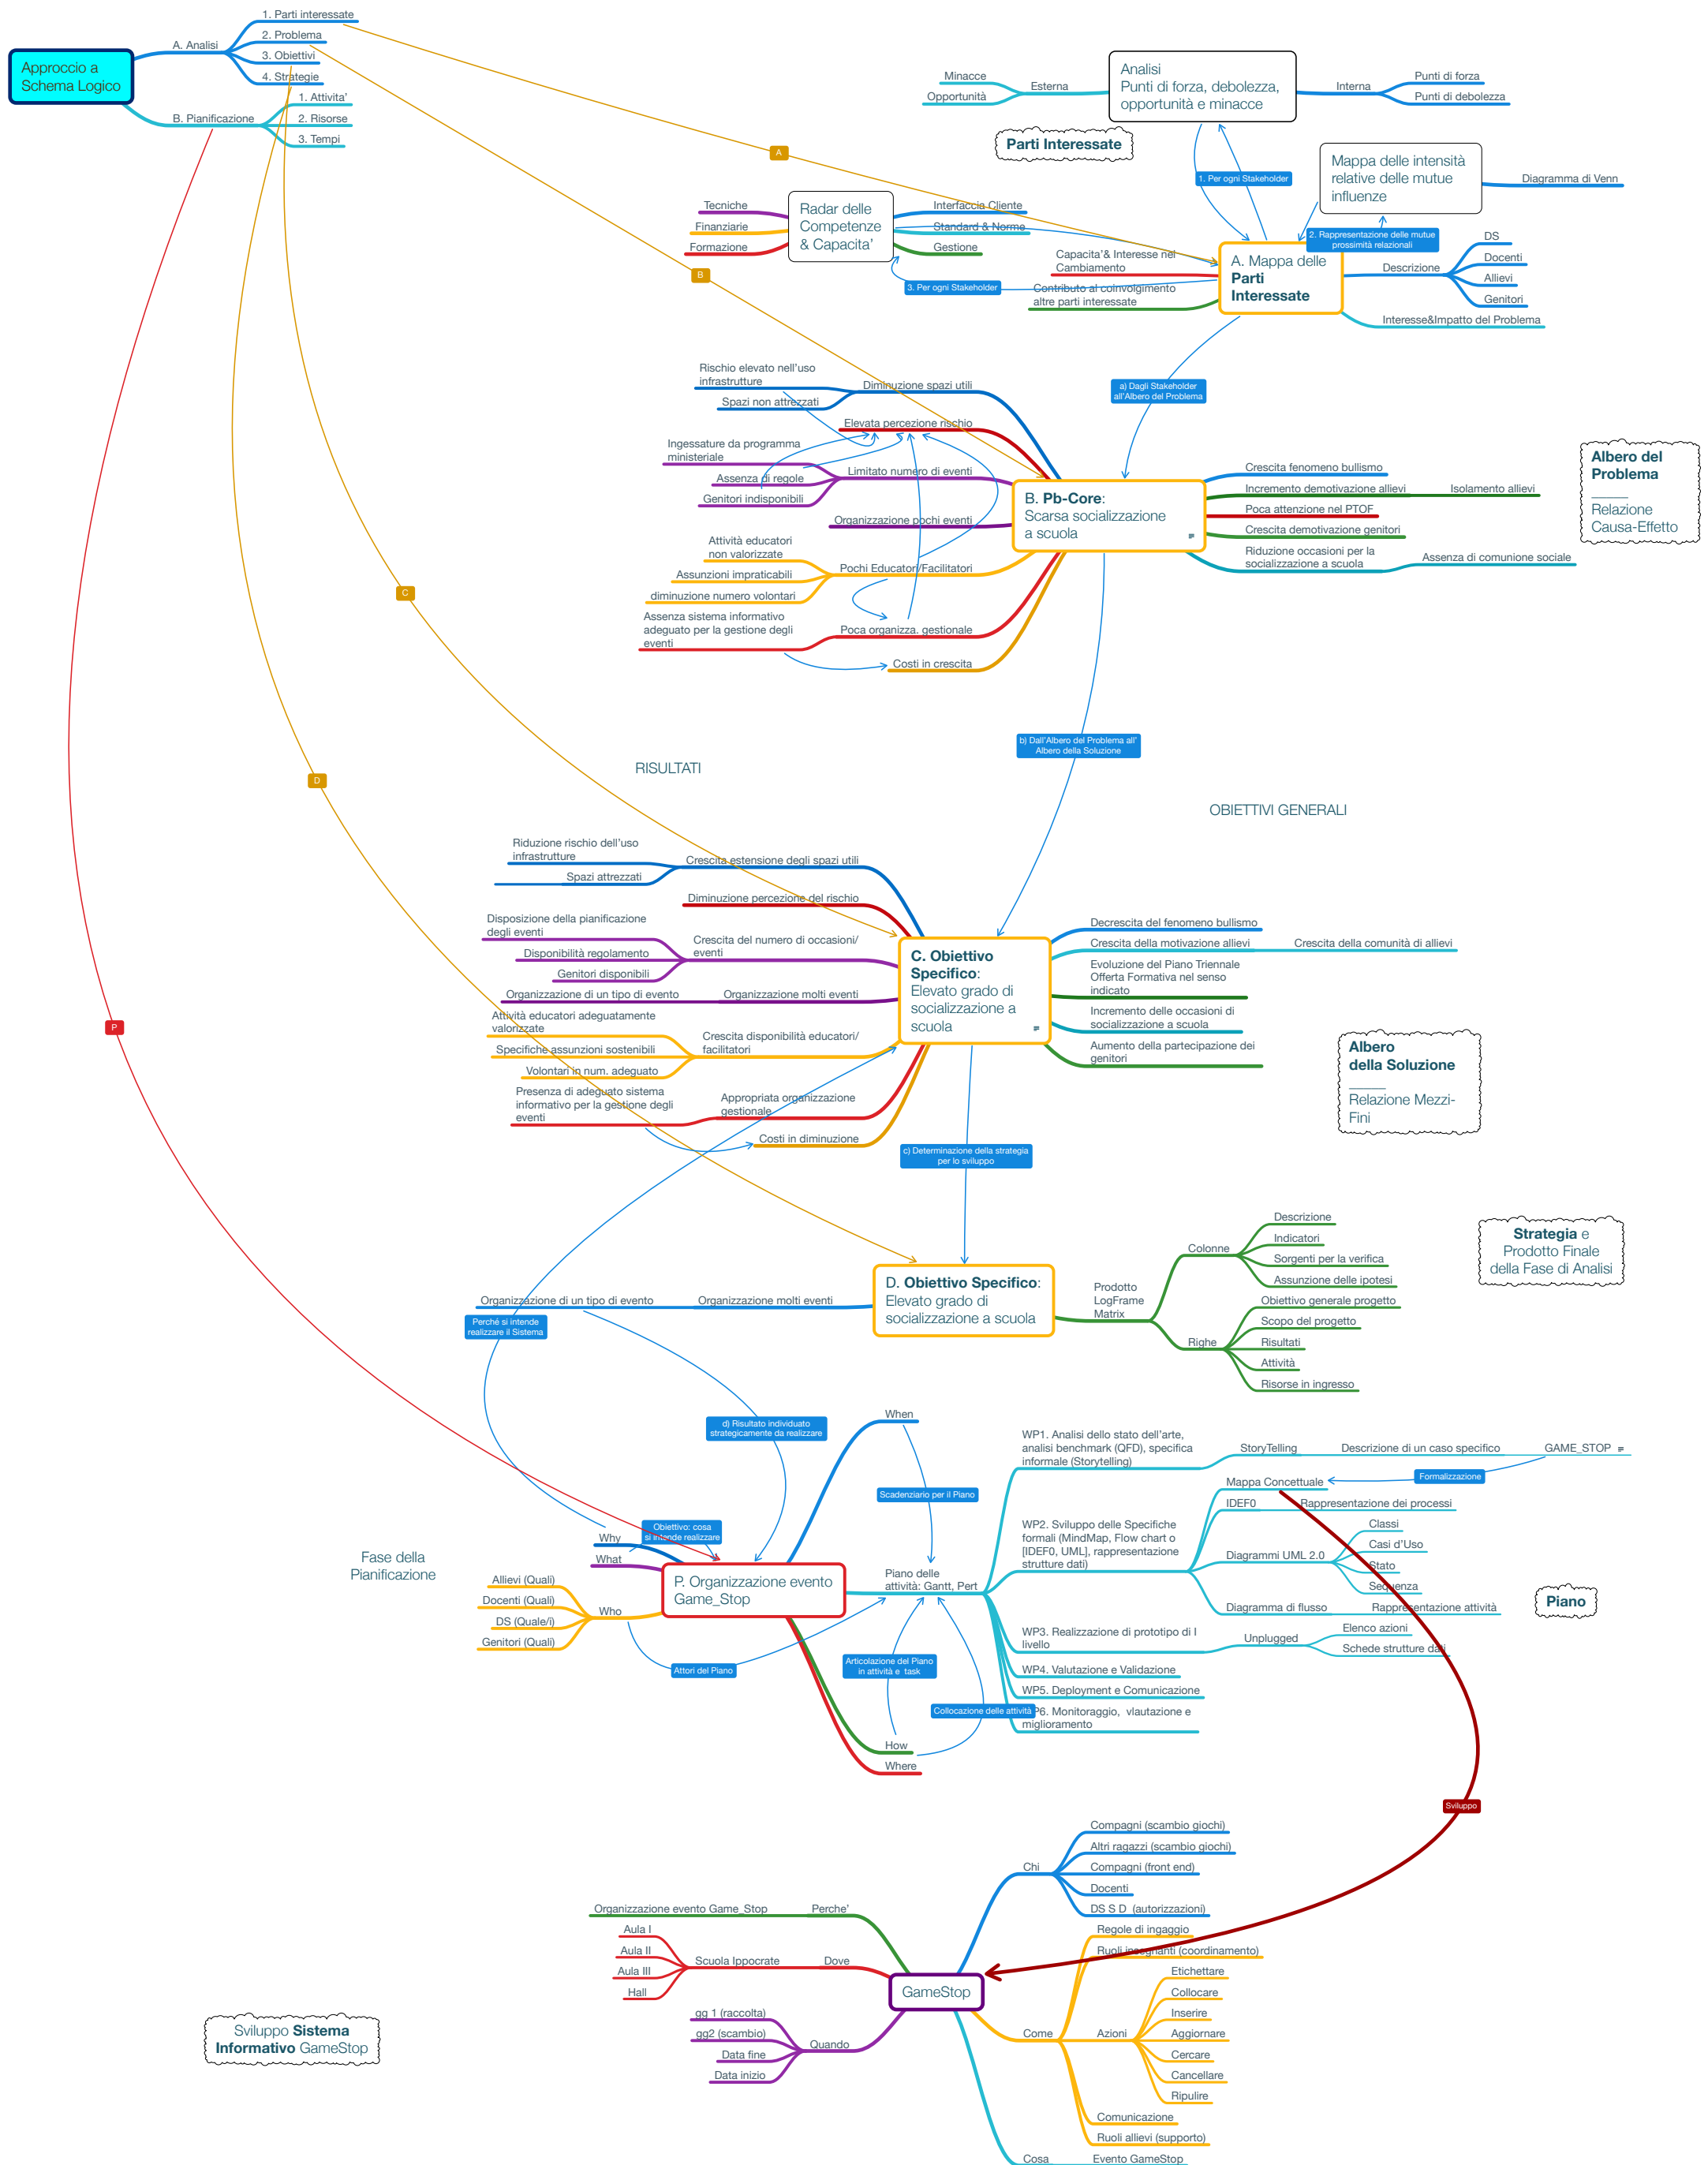 Approccio a
Schema Logico
A. Analisi
1. Parti interessate
2. Problema
3. Obiettivi
4. Strategie
B. Pianificazione
1. Attivita'
2. Risorse
3. Tempi
A
B
C
D
P
Minacce
Opportunità
Esterna
Analisi
Punti di forza, debolezza,
opportunità e minacce
Interna
Punti di forza
Punti di debolezza
Parti Interessate
1. Per ogni Stakeholder
Mappa delle intensità
relative delle mutue
influenze
Diagramma di Venn
2. Rappresentazione delle mutue
prossimità relazionali
Tecniche
Finanziarie
Formazione
Radar delle
Competenze
& Capacita'
Interfaccia Cliente
Standard & Norme
Gestione
3. Per ogni Stakeholder
Capacita'& Interesse nel
Cambiamento
Contributo al coinvolgimento
altre parti interessate
A. Mappa delle
Parti
Interessate
Descrizione
DS
Docenti
Allievi
Genitori
Interesse&Impatto del Problema
a) Dagli Stakeholder
all'Albero del Problema
Rischio elevato nell'uso
infrastrutture
Spazi non attrezzati
Diminuzione spazi utili
Elevata percezione rischio
Ingessature da programma
ministeriale
Assenza di regole
Genitori indisponibili
Limitato numero di eventi
Organizzazione pochi eventi
Attività educatori
non valorizzate
Assunzioni impraticabili
diminuzione numero volontari
Pochi Educatori/Facilitatori
Assenza sistema informativo
adeguato per la gestione degli
eventi
Poca organizza. gestionale
Costi in crescita
B. Pb-Core:
Scarsa socializzazione
a scuola
Crescita fenomeno bullismo
Incremento demotivazione allievi
Isolamento allievi
Poca attenzione nel PTOF
Crescita demotivazione genitori
Riduzione occasioni per la
socializzazione a scuola
Assenza di comunione sociale
Albero del
Problema
______
Relazione
Causa-Effetto
b) Dall'Albero del Problema all'
Albero della Soluzione
RISULTATI
OBIETTIVI GENERALI
Riduzione rischio dell'uso
infrastrutture
Spazi attrezzati
Crescita estensione degli spazi utili
Diminuzione percezione del rischio
Disposizione della pianificazione
degli eventi
Disponibilità regolamento
Genitori disponibili
Crescita del numero di occasioni/
eventi
Organizzazione di un tipo di evento
Organizzazione molti eventi
Attività educatori adeguatamente
valorizzate
Specifiche assunzioni sostenibili
Volontari in num. adeguato
Crescita disponibilità educatori/
facilitatori
Presenza di adeguato sistema
informativo per la gestione degli
eventi
Appropriata organizzazione
gestionale
Costi in diminuzione
C. Obiettivo
Specifico:
Elevato grado di
socializzazione a
scuola
Decrescita del fenomeno bullismo
Crescita della motivazione allievi
Crescita della comunità di allievi
Evoluzione del Piano Triennale
Offerta Formativa nel senso
indicato
Incremento delle occasioni di
socializzazione a scuola
Aumento della partecipazione dei
genitori
Albero
della Soluzione
______
Relazione Mezzi-
Fini
c) Determinazione della strategia
per lo sviluppo
Organizzazione di un tipo di evento
Organizzazione molti eventi
D. Obiettivo Specifico:
Elevato grado di
socializzazione a scuola
Prodotto
LogFrame
Matrix
Colonne
Descrizione
Indicatori
Sorgenti per la verifica
Assunzione delle ipotesi
Righe
Obiettivo generale progetto
Scopo del progetto
Risultati
Attività
Risorse in ingresso
Strategia e
Prodotto Finale
della Fase di Analisi
Perché si intende
realizzare il Sistema
d) Risultato individuato
strategicamente da realizzare
Fase della
Pianificazione
Why
What
Obiettivo: cosa
si intende realizzare
Allievi (Quali)
Docenti (Quali)
DS (Quale/i)
Genitori (Quali)
Who
P. Organizzazione evento
Game_Stop
When
Scadenziario per il Piano
Piano delle
attività: Gantt, Pert
Attori del Piano
Articolazione del Piano
in attività e task
Collocazione delle attività
How
Where
WP1. Analisi dello stato dell'arte,
analisi benchmark (QFD), specifica
informale (Storytelling)
StoryTelling
Descrizione di un caso specifico
GAME_STOP
Formalizzazione
WP2. Sviluppo delle Specifiche
formali (MindMap, Flow chart o
[IDEF0, UML], rappresentazione
strutture dati)
Mappa Concettuale
IDEF0
Rappresentazione dei processi
Diagrammi UML 2.0
Classi
Casi d'Uso
Stato
Sequenza
Diagramma di flusso
Rappresentazione attività
WP3. Realizzazione di prototipo di I
livello
Unplugged
Elenco azioni
Schede strutture dati
WP4. Valutazione e Validazione
WP5. Deployment e Comunicazione
P6. Monitoraggio, vlautazione e
miglioramento
Piano
Sviluppo
Organizzazione evento Game_Stop
Perche'
Aula I
Aula II
Aula III
Hall
Scuola Ippocrate
Dove
gg 1 (raccolta)
gg2 (scambio)
Data fine
Data inizio
Quando
GameStop
Chi
Compagni (scambio giochi)
Altri ragazzi (scambio giochi)
Compagni (front end)
Docenti
DS S D (autorizzazioni)
Come
Regole di ingaggio
Ruoli insegnanti (coordinamento)
Azioni
Etichettare
Collocare
Inserire
Aggiornare
Cercare
Cancellare
Ripulire
Comunicazione
Ruoli allievi (supporto)
Cosa
Evento GameStop
Sviluppo Sistema
Informativo GameStop